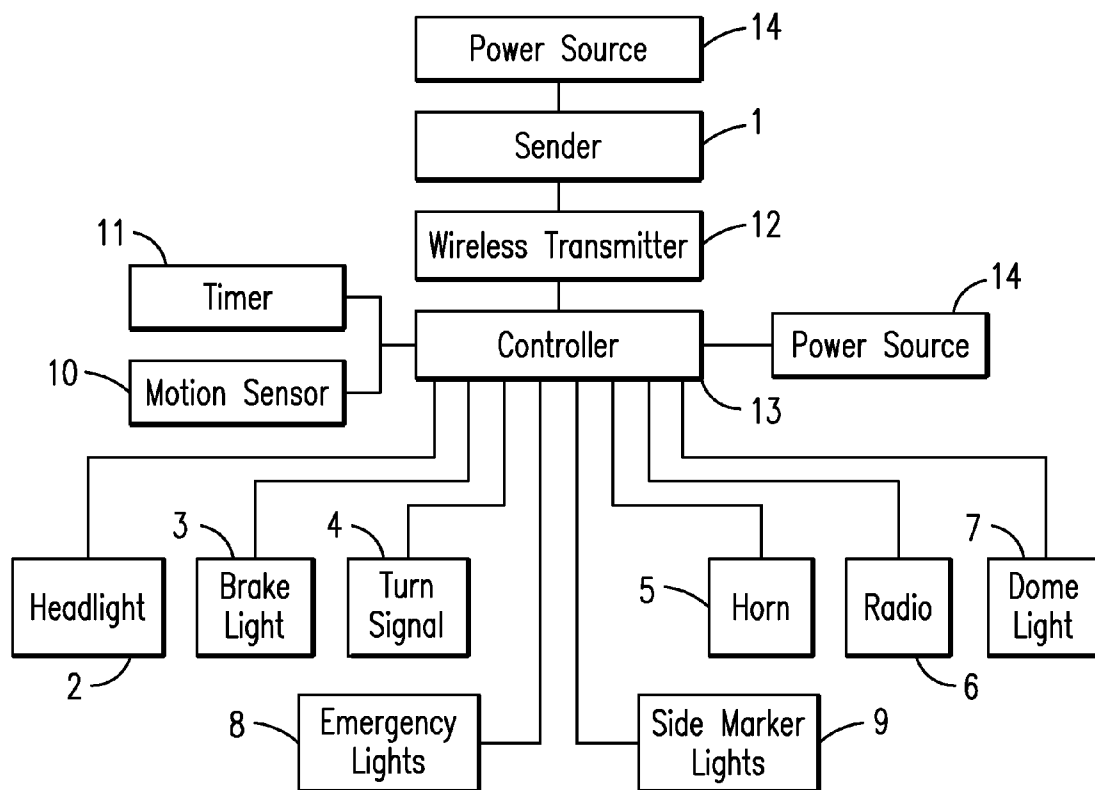 14
Power Source
1
Sender
12
Wireless Transmitter
11
Timer
14
Controller
Power Source
10
Motion Sensor
13
3
4
7
5
Headlight
Brake
Light
Turn
Signal
Horn
Radio
Dome
Light
2
6
8
Emergency
Lights
Side Marker
Lights
9